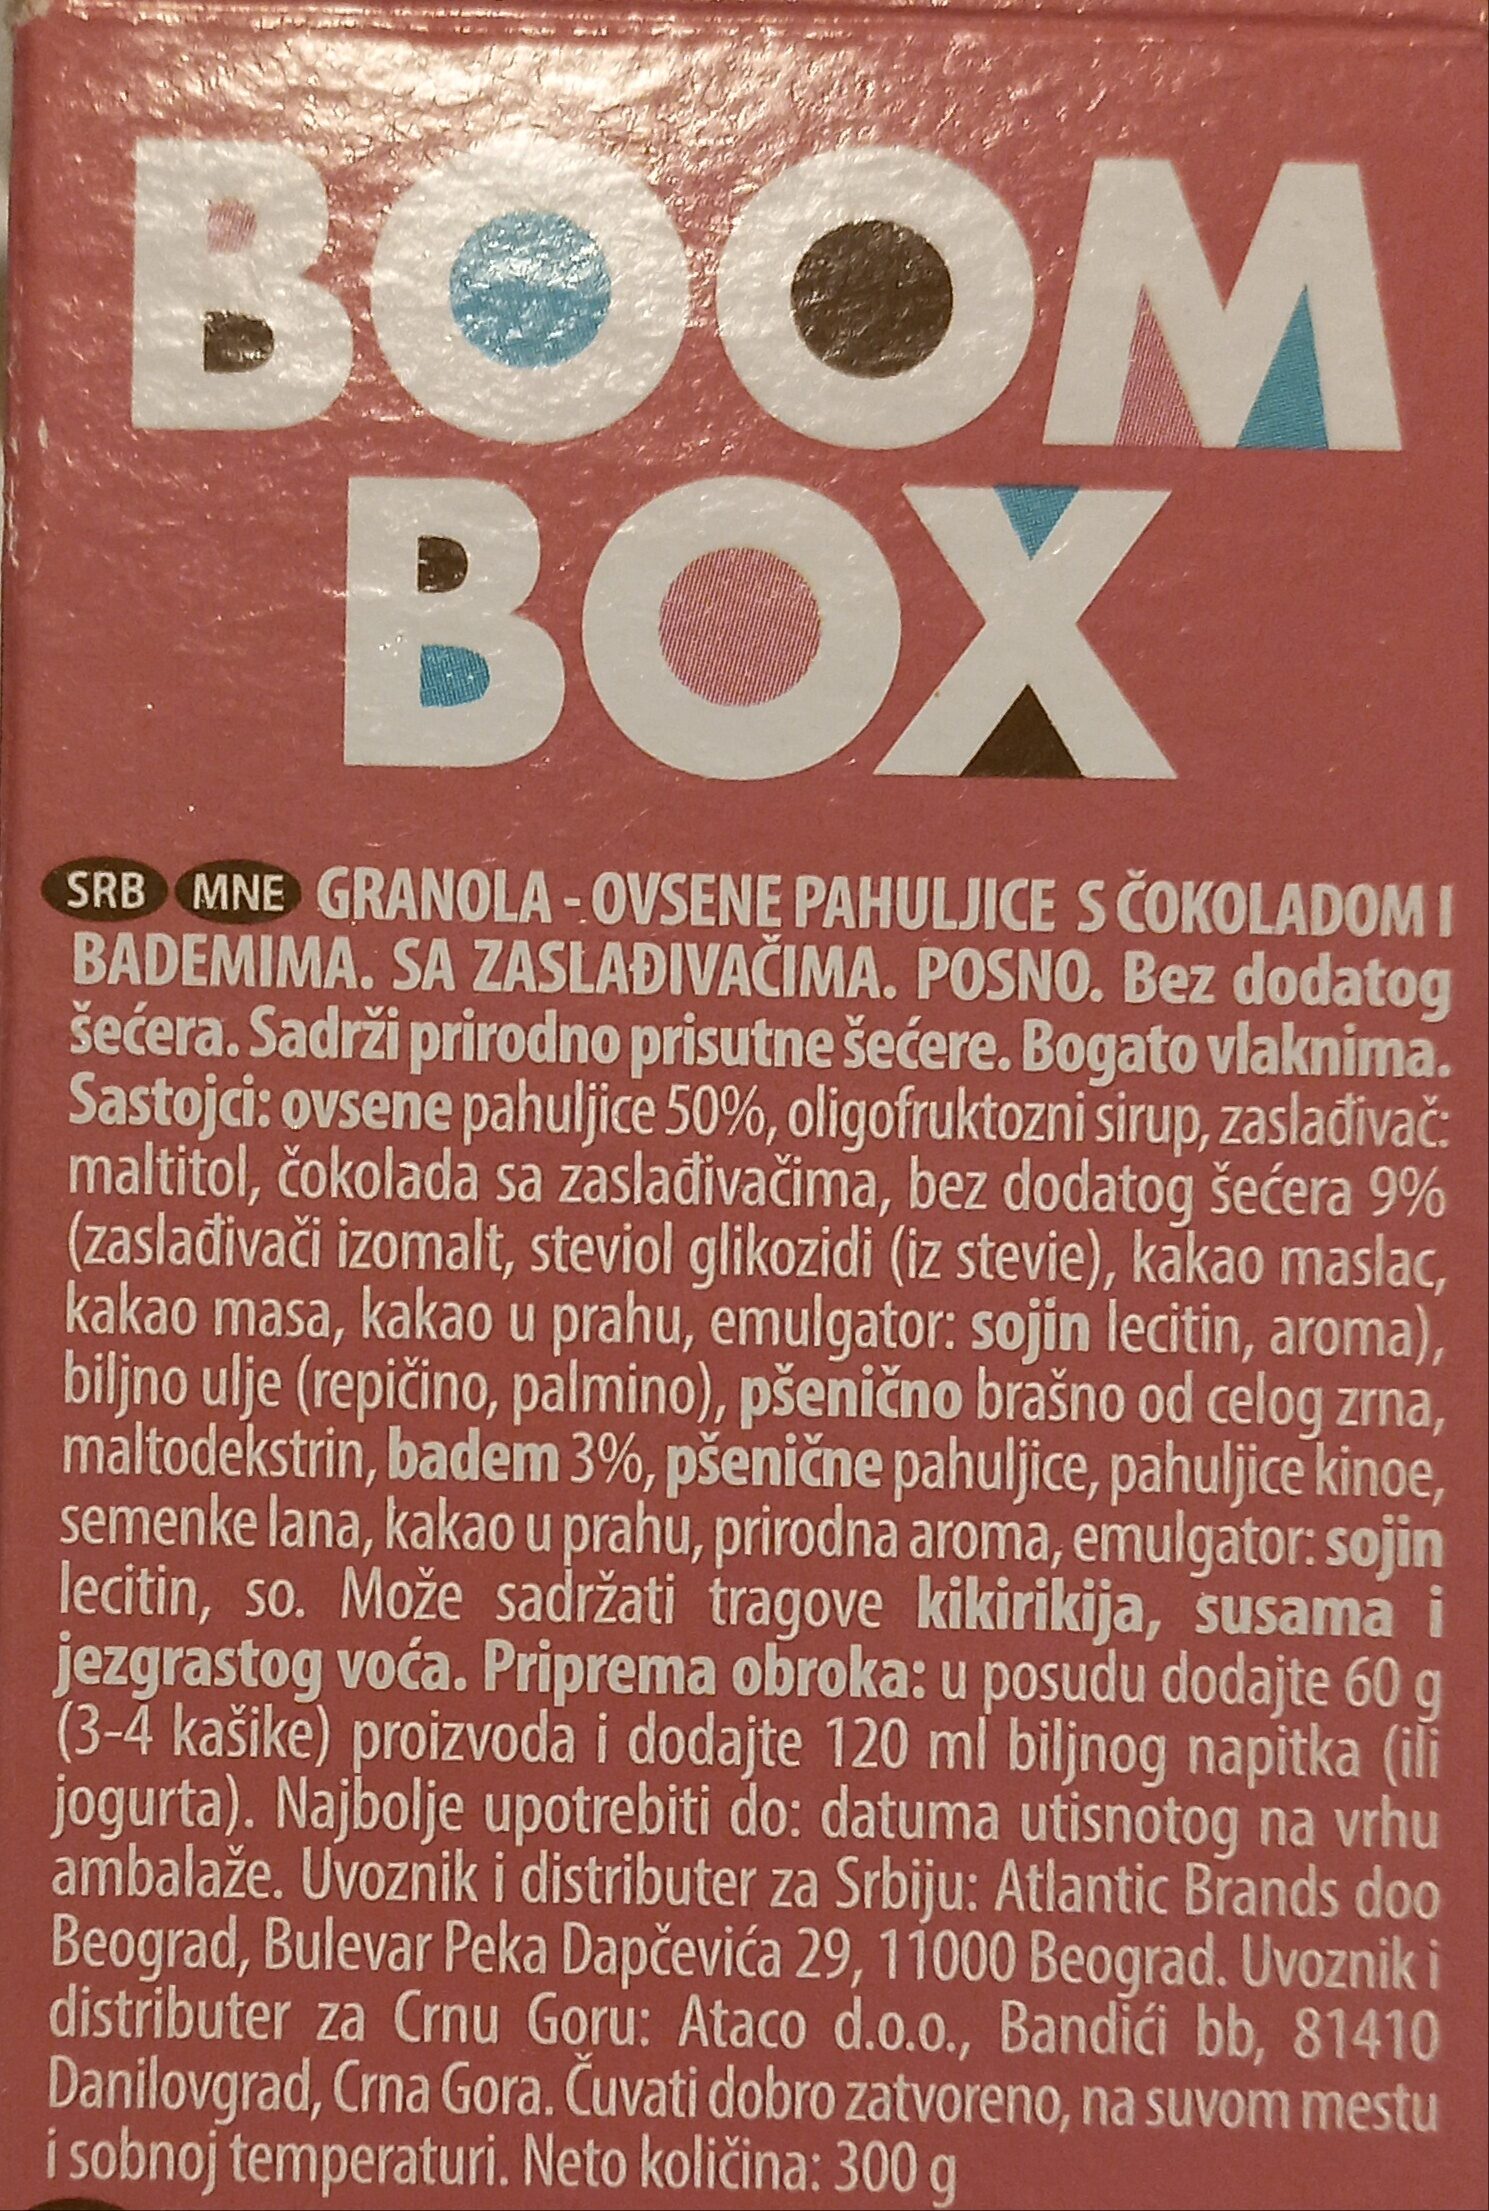 BOOM
BOX
SRB MNE GRANOLA - OVSENE PAHULJICE S ČOKOLADOM I
BADEMIMA. SA ZASLAĐIVAČIMA. POSNO. Bez dodatog
šećera. Sadrži prirodno prisutne šećere. Bogato vlaknima.
Sastojci: ovsene pahuljice 50%, oligofruktozni sirup, zaslađivač:
maltitol, čokolada sa zaslađivačima, bez dodatog šećera 9%
(zaslađivači izomalt, steviol glikozidi (iz stevie), kakao maslac,
kakao masa, kakao u prahu, emulgator: sojin lecitin, aroma),
biljno ulje (repičino, palmino), pšenično brašno od celog zrna,
maltodekstrin, badem 3%, pšenične pahuljice, pahuljice kinoe,
semenke lana, kakao u prahu, prirodna aroma, emulgator: sojin
lecitin, so. Može sadržati tragove kikirikija, susama i
jezgrastog voća. Priprema obroka: u posudu dodajte 60 g
(3-4 kašike) proizvoda i dodajte 120 ml biljnog napitka (ili
jogurta). Najbolje upotrebiti do: datuma utisnotog na vrhu
ambalaže. Uvoznik i distributer za Srbiju: Atlantic Brands doo
Beograd, Bulevar Peka Dapčevića 29, 11000 Beograd. Uvoznik i
distributer za Crnu Goru: Ataco d.o.o., Bandići bb, 81410
Danilovgrad, Crna Gora. Čuvati dobro zatvoreno, na suvom mestu
i sobnoj temperaturi. Neto količina: 300 g